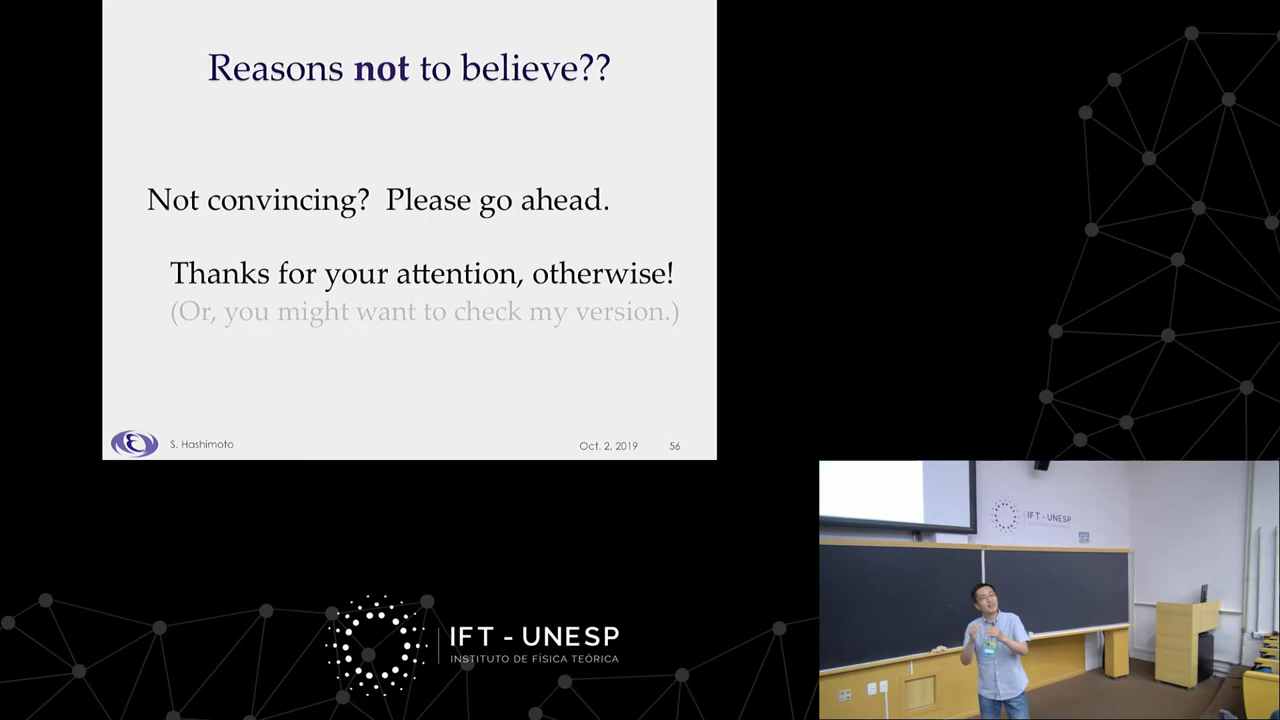 Reasons not to believe??
Not convincing? Please go ahead.
Thanks for your attention, otherwise!
(Or, you might want to check my version.)
S. Hashimoto
Oct. 2, 2019
56
IFT - UNESP
INSTITUTO DE FÍSICA TEÓRICA
IFT - UNESP